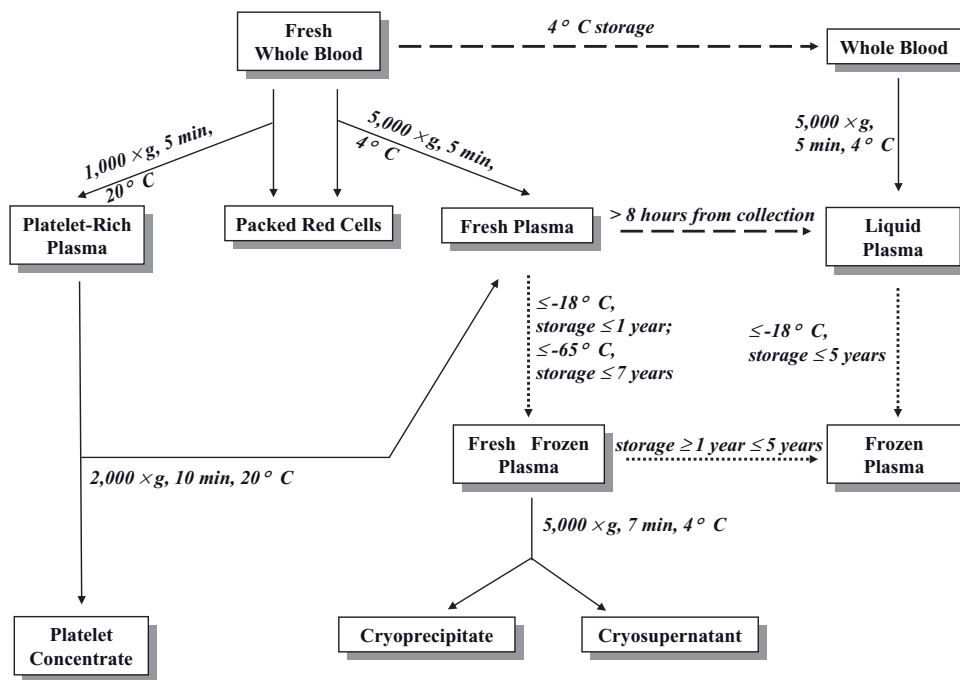 Fresh
Whole Blood
4° C storage
Whole Blood
1,000 ×g, 5 min,
20° C
5,000 ×g, 5 min,
4° C
5,000 ×g,
5 min, 4° C
Platelet-Rich
Plasma
Packed Red Cells
Fresh Plasma
> 8 hours from collection
Liquid
Plasma
≤-18° C,
storage ≤1 year;
≤-65° C,
storage ≤7 years
≤-18° C,
storage ≤5 years
Fresh Frozen
Plasma
storage ≥1 year ≤5 years
Frozen
Plasma
2,000 ×g, 10 min, 20° C
5,000 ×g, 7 min, 4° C
Platelet
Concentrate
Cryoprecipitate
Cryosupernatant